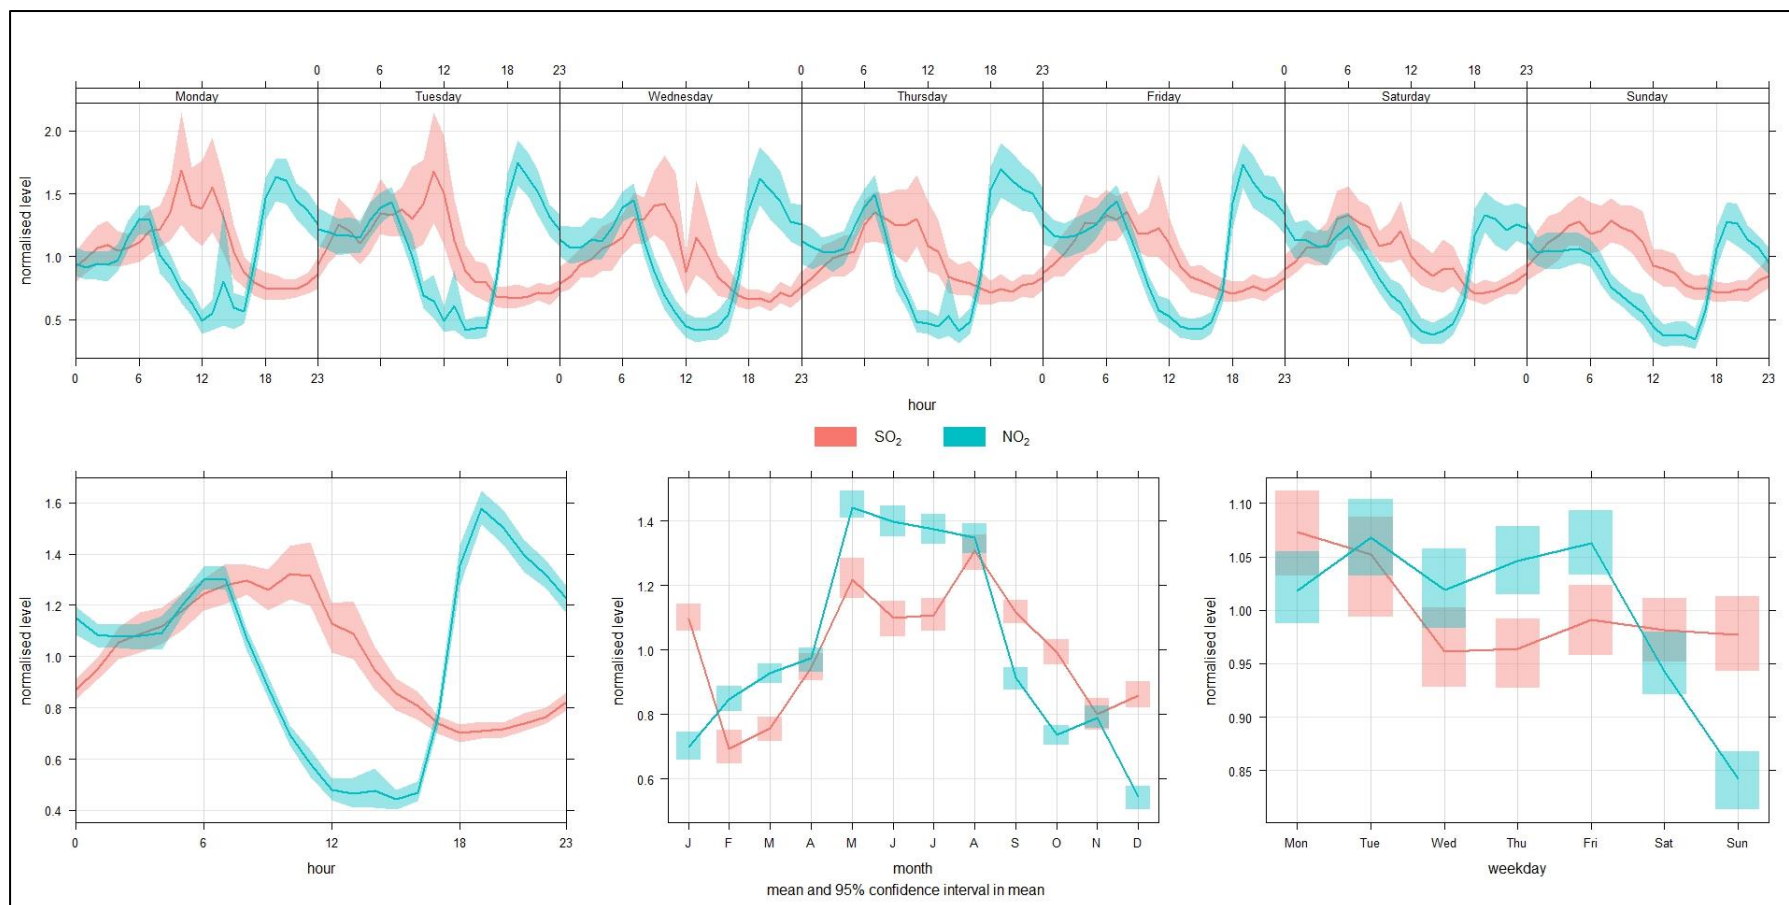 0 6 12 18 23 0 6 12 18 23 0 6 12 18 23
Monday Tuesday Wednesday Thursday Friday Saturday Sunday
2.0
1.5
1.0
0.5
normalised level
0 6 12 18 23 0 6 12 18 23 0 6 12 18 23 0 6 12 18 23
hour
SO2 NO2
1.6
1.4
1.2
1.0
0.8
0.6
0.4
normalised level
0 6 12 18 23
hour
1.4
1.2
1.0
0.8
0.6
normalised level
J F M A M J J A S O N D
month
mean and 95% confidence interval in mean
1.10
1.05
1.00
0.95
0.90
0.85
normalised level
Mon Tue Wed Thu Fri Sat Sun
weekday